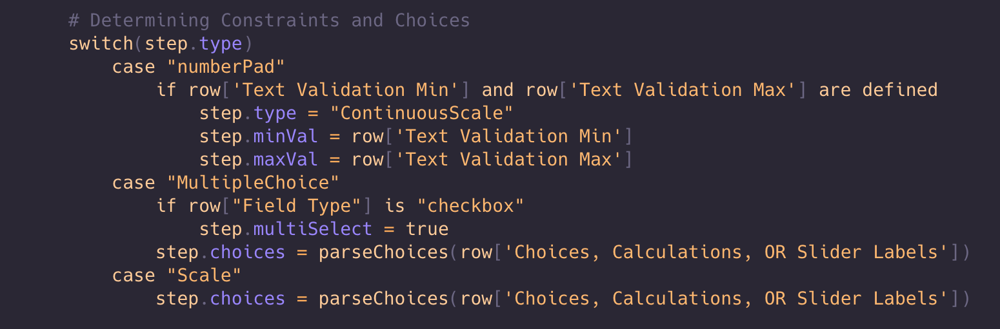 # Determining Constraints and Choices
switch(step.type)
case "numberPad"
if row['Text Validation Min'] and row['Text Validation Max'] are defined
step.type = "ContinuousScale"
step.minVal = row['Text Validation Min']
step.maxVal = row['Text Validation Max']
case "MultipleChoice"
if row["Field Type"] is "checkbox"
step.multiSelect = true
step.choices = parseChoices(row['Choices, Calculations, OR Slider Labels'])
case "Scale"
step.choices = parseChoices(row['Choices, Calculations, OR Slider Labels'])